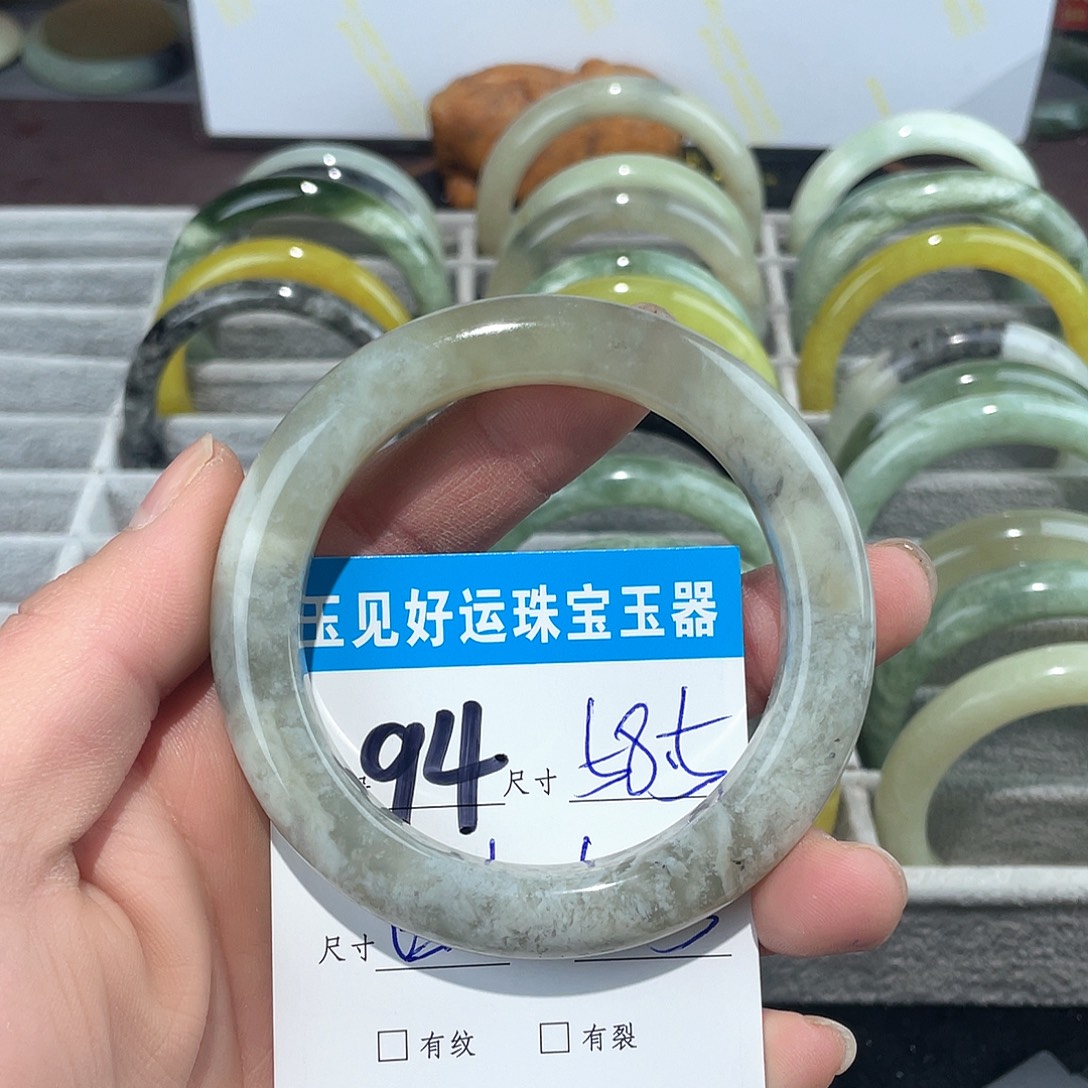 玉见好运珠宝玉器
94 尺寸 58.5
尺寸
有纹 有裂